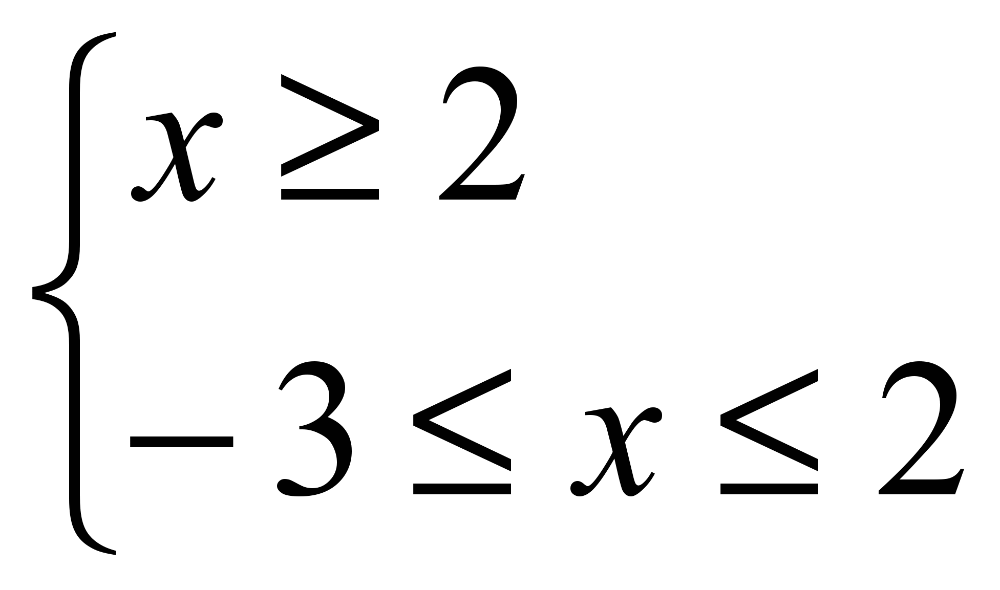 x ≥ 2
−3 ≤ x ≤ 2